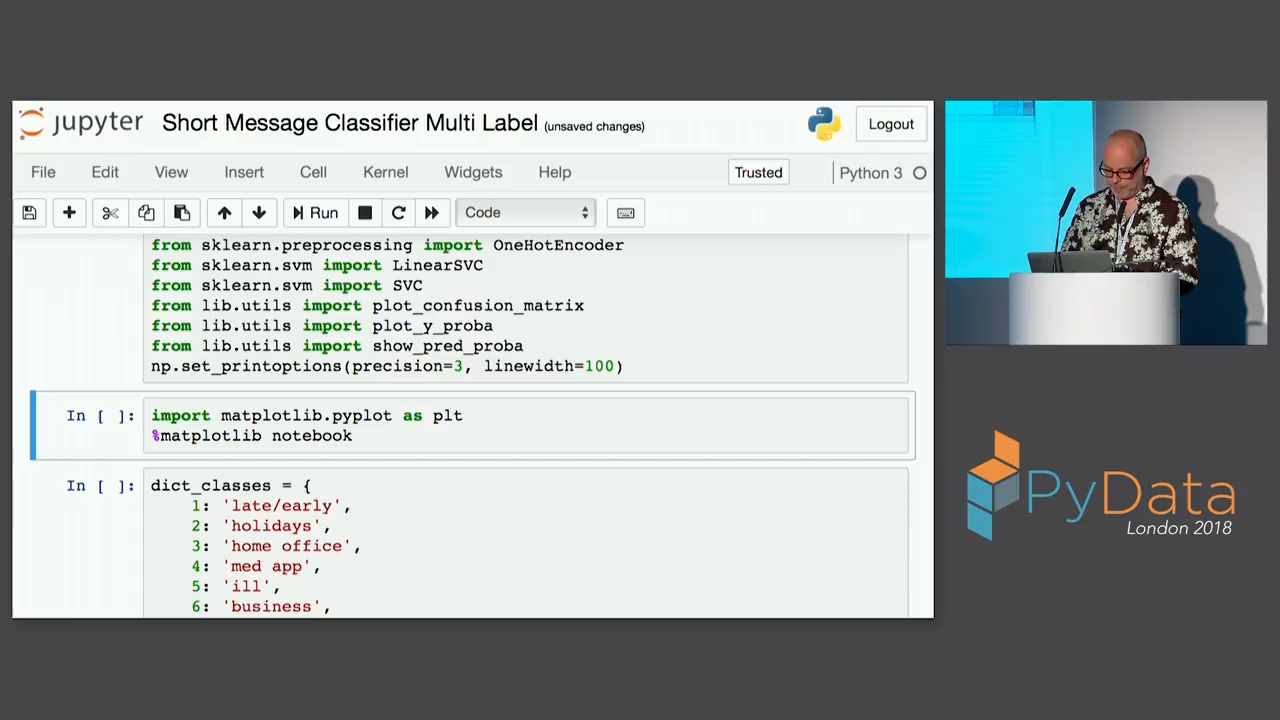 jupyter Short Message Classifier Multi Label (unsaved changes) Logout
File Edit View Insert Cell Kernel Widgets Help Trusted Python 3
Run Code
from sklearn.preprocessing import OneHotEncoder
from sklearn.svm import LinearSVC
from sklearn.svm import SVC
from lib.utils import plot_confusion_matrix
from lib.utils import plot_y_proba
from lib.utils import show_pred_proba
np.set_printoptions(precision=3, linewidth=100)
In [ ]: import matplotlib.pyplot as plt
%matplotlib notebook
In [ ]: dict_classes = {
1: 'late/early',
2: 'holidays',
3: 'home office',
4: 'med app',
5: 'ill',
6: 'business',
PyData
London 2018